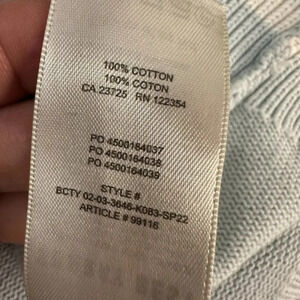 100% COTTON
100% COTON
CA 23725 RN 122354
PO 4500164037
PO 4500164038
PO 4500164039
STYLE #
BCTY 02-03-3646-K083-SP22
ARTICLE # 99116